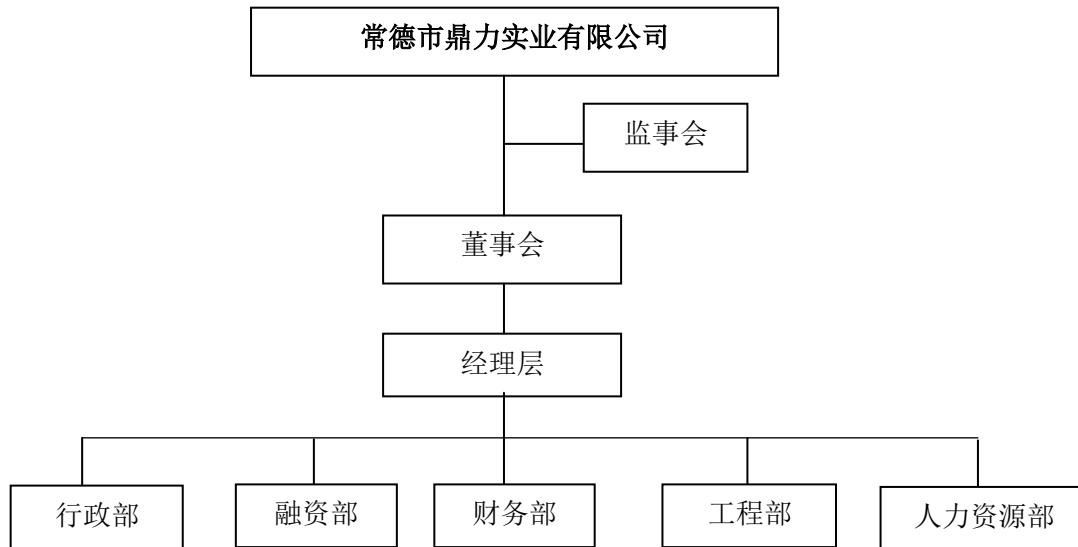 常德市鼎力实业有限公司
监事会
董事会
经理层
行政部
融资部
财务部
工程部
人力资源部